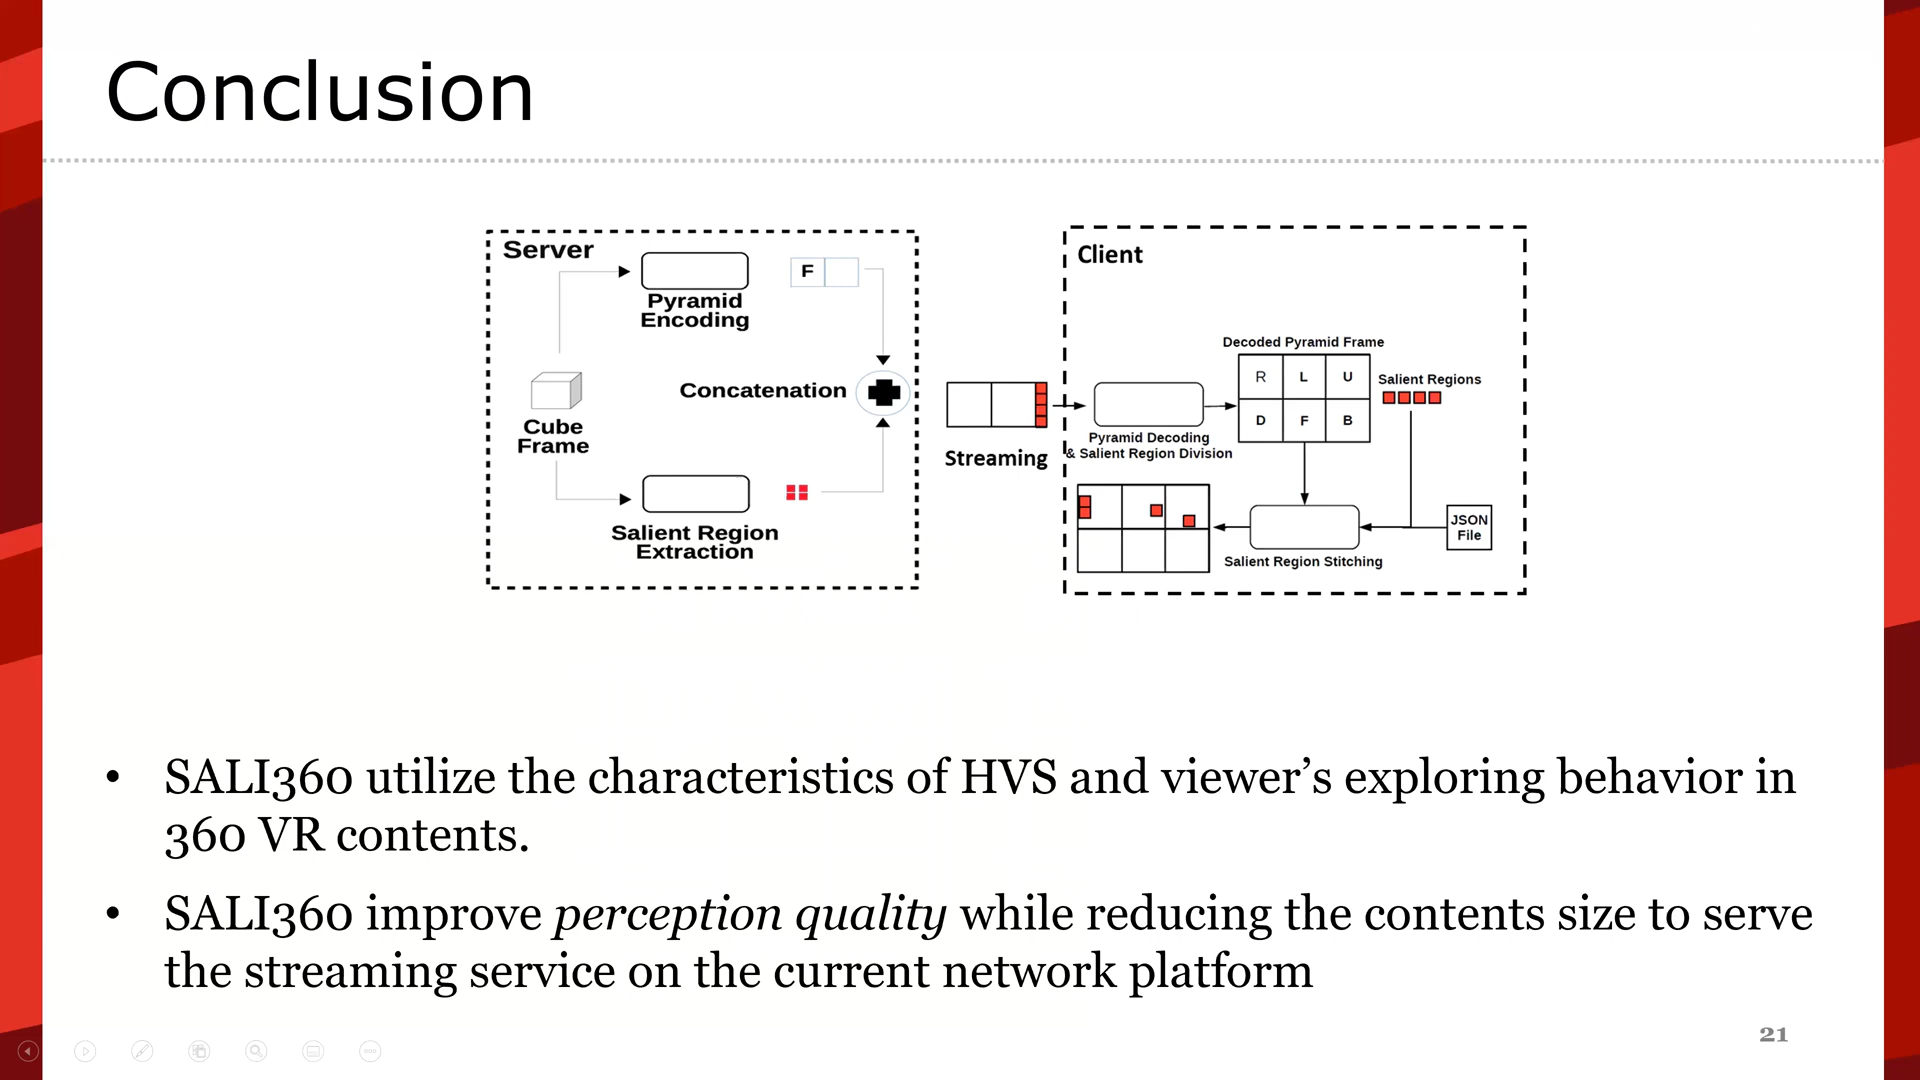 Conclusion
Server
F
Pyramid
Encoding
Concatenation
Cube
Frame
Salient Region
Extraction
Streaming
Client
Decoded Pyramid Frame
R L U
D F B
Salient Regions
Pyramid Decoding
& Salient Region Division
JSON
File
Salient Region Stitching
• SALI360 utilize the characteristics of HVS and viewer’s exploring behavior in
360 VR contents.
• SALI360 improve perception quality while reducing the contents size to serve
the streaming service on the current network platform
21